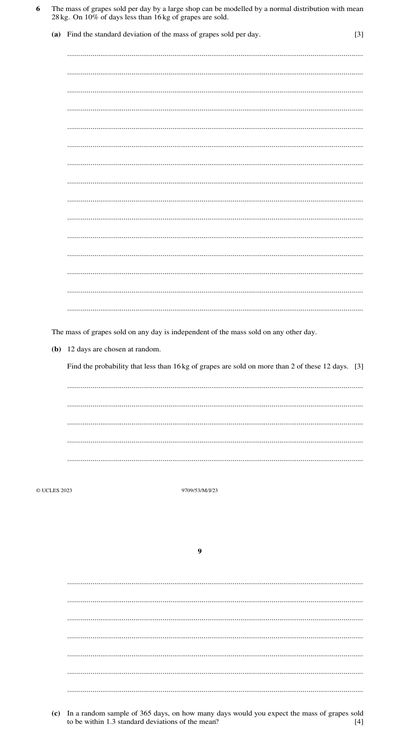 6 The mass of grapes sold per day by a large shop can be modelled by a normal distribution with mean
28 kg. On 10% of days less than 16 kg of grapes are sold.
(a) Find the standard deviation of the mass of grapes sold per day. [3]
The mass of grapes sold on any day is independent of the mass sold on any other day.
(b) 12 days are chosen at random.
Find the probability that less than 16 kg of grapes are sold on more than 2 of these 12 days. [3]
© UCLES 2023 9709/53/M/J/23
9
(c) In a random sample of 365 days, on how many days would you expect the mass of grapes sold
to be within 1.3 standard deviations of the mean? [4]